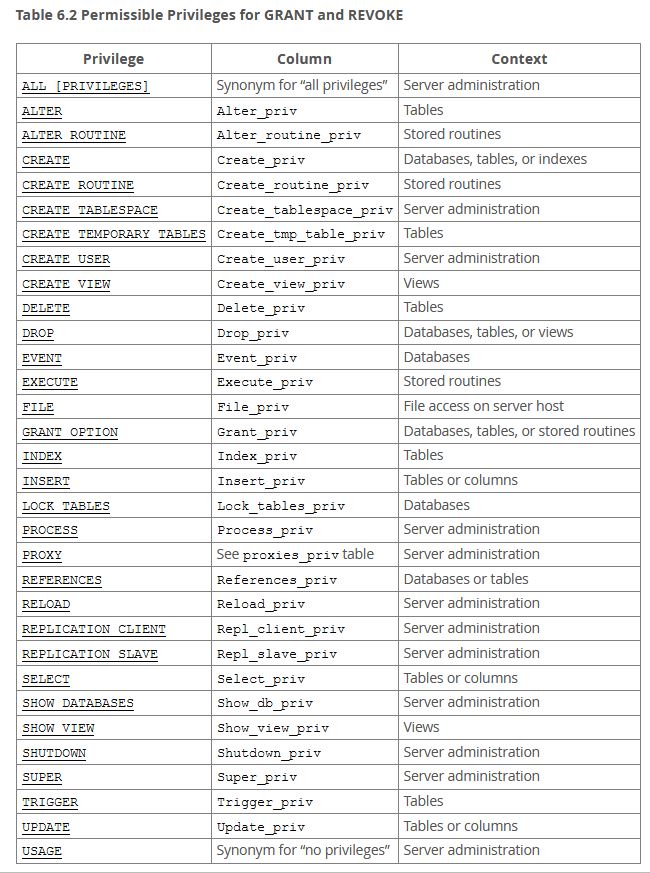 Table 6.2 Permissible Privileges for GRANT and REVOKE
Privilege Column Context
ALL [PRIVILEGES] Synonym for “all privileges” Server administration
ALTER Alter_priv Tables
ALTER ROUTINE Alter_routine_priv Stored routines
CREATE Create_priv Databases, tables, or indexes
CREATE ROUTINE Create_routine_priv Stored routines
CREATE TABLESPACE Create_tablespace_priv Server administration
CREATE TEMPORARY TABLES Create_tmp_table_priv Tables
CREATE USER Create_user_priv Server administration
CREATE VIEW Create_view_priv Views
DELETE Delete_priv Tables
DROP Drop_priv Databases, tables, or views
EVENT Event_priv Databases
EXECUTE Execute_priv Stored routines
FILE File_priv File access on server host
GRANT OPTION Grant_priv Databases, tables, or stored routines
INDEX Index_priv Tables
INSERT Insert_priv Tables or columns
LOCK TABLES Lock_tables_priv Databases
PROCESS Process_priv Server administration
PROXY See proxies_priv table Server administration
REFERENCES References_priv Databases or tables
RELOAD Reload_priv Server administration
REPLICATION CLIENT Repl_client_priv Server administration
REPLICATION SLAVE Repl_slave_priv Server administration
SELECT Select_priv Tables or columns
SHOW DATABASES Show_db_priv Server administration
SHOW VIEW Show_view_priv Views
SHUTDOWN Shutdown_priv Server administration
SUPER Super_priv Server administration
TRIGGER Trigger_priv Tables
UPDATE Update_priv Tables or columns
USAGE Synonym for “no privileges” Server administration